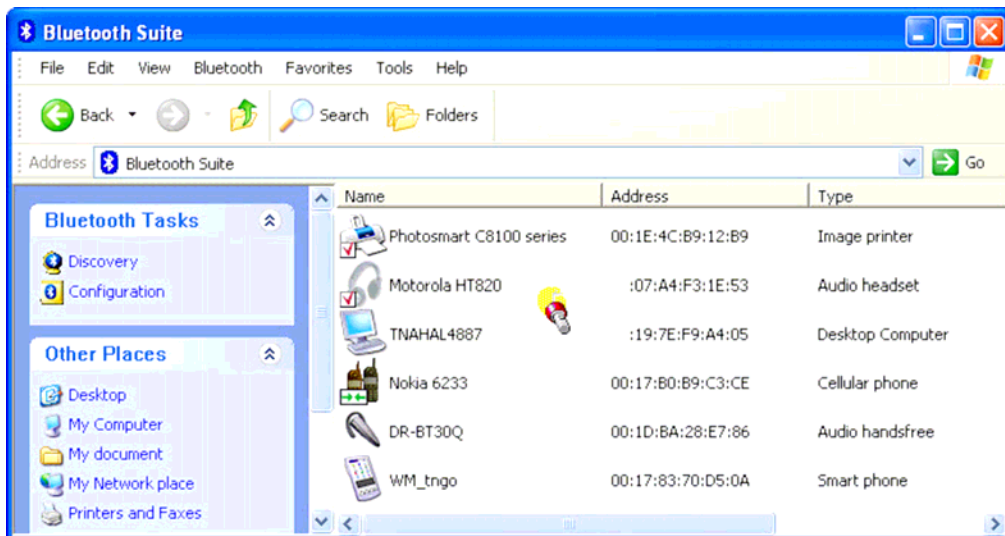 Bluetooth Suite
File Edit View Bluetooth Favorites Tools Help
Back Search Folders
Address Bluetooth Suite Go
Name Address Type
Bluetooth Tasks
Discovery
Configuration
Other Places
Desktop
My Computer
My document
My Network place
Printers and Faxes
Photosmart C8100 series 00:1E:4C:B9:12:B9 Image printer
Motorola HT820 :07:A4:F3:1E:53 Audio headset
TNAHAL4887 :19:7E:F9:A4:05 Desktop Computer
Nokia 6233 00:17:B0:B9:C3:CE Cellular phone
DR-BT30Q 00:1D:BA:28:E7:86 Audio handsfree
WM_tngo 00:17:83:70:D5:0A Smart phone